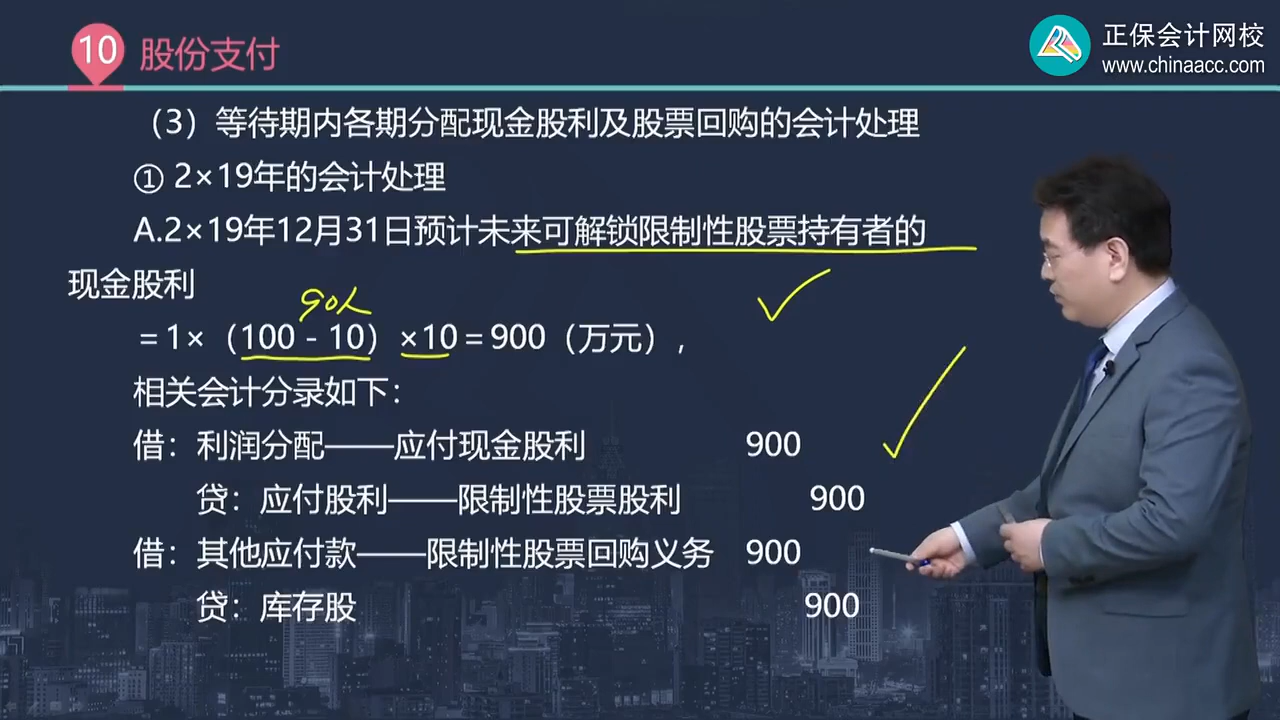 10 股份支付
正保会计网校
www.chinaacc.com
（3）等待期内各期分配现金股利及股票回购的会计处理
① 2×19年的会计处理
A.2×19年12月31日预计未来可解锁限制性股票持有者的
现金股利
90人
＝1×（100－10）×10＝900（万元），
相关会计分录如下：
借：利润分配——应付现金股利 900
贷：应付股利——限制性股票股利 900
借：其他应付款——限制性股票回购义务 900
贷：库存股 900